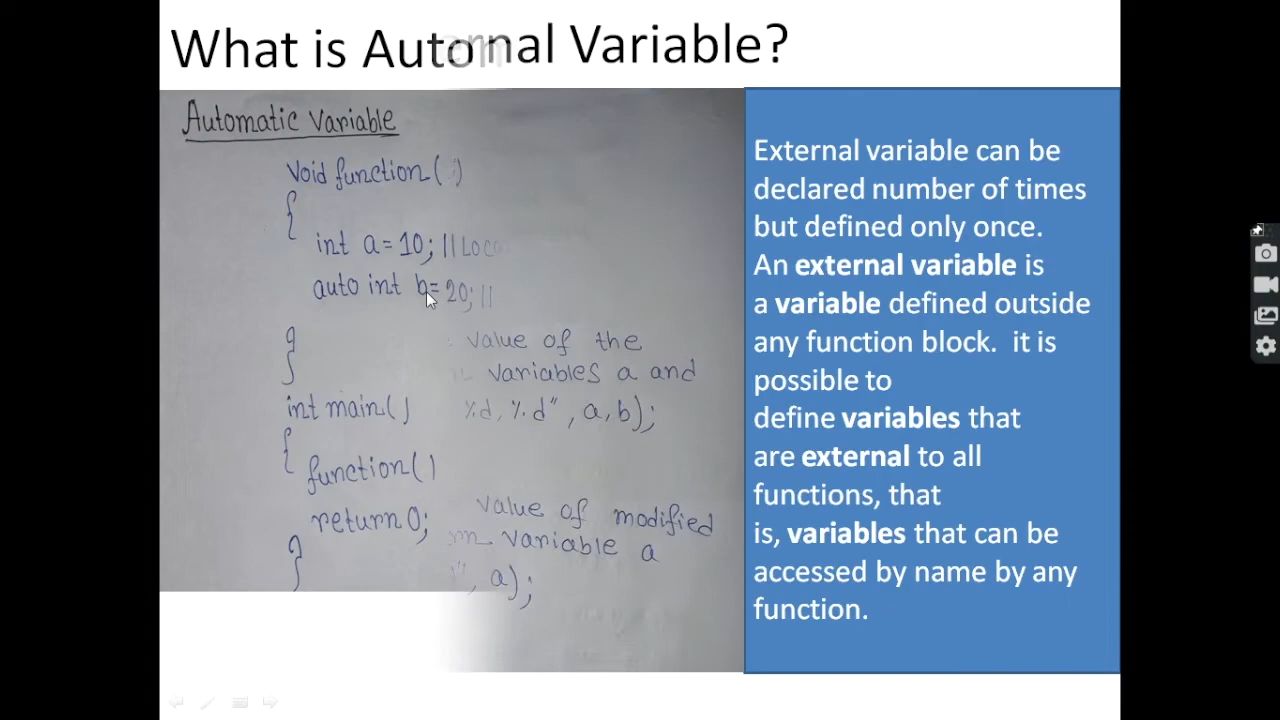 What is Auto nal Variable?
Automatic Variable
Void function( )
{
int a=10; //Loc
auto int b=20; //
}
value of the
variables a and
int main()
%d, %d", a, b);
{
function()
value of modified
return 0;
variable a
}
", a);
External variable can be
declared number of times
but defined only once.
An external variable is
a variable defined outside
any function block. it is
possible to
define variables that
are external to all
functions, that
is, variables that can be
accessed by name by any
function.